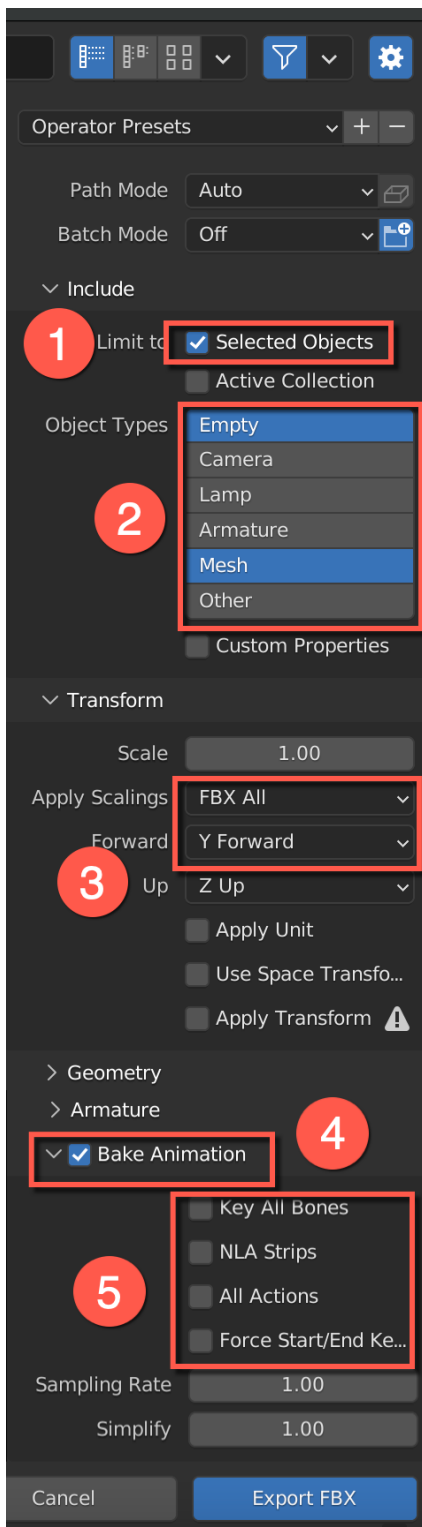 Operator Presets
Path Mode Auto
Batch Mode Off
Include
1 Limit to Selected Objects
Active Collection
Object Types Empty
Camera
Lamp
2 Armature
Mesh
Other
Custom Properties
Transform
Scale 1.00
Apply Scalings FBX All
Forward Y Forward
3 Up Z Up
Apply Unit
Use Space Transfo...
Apply Transform
Geometry
Armature
4
Bake Animation
Key All Bones
NLA Strips
5 All Actions
Force Start/End Ke...
Sampling Rate 1.00
Simplify 1.00
Cancel Export FBX